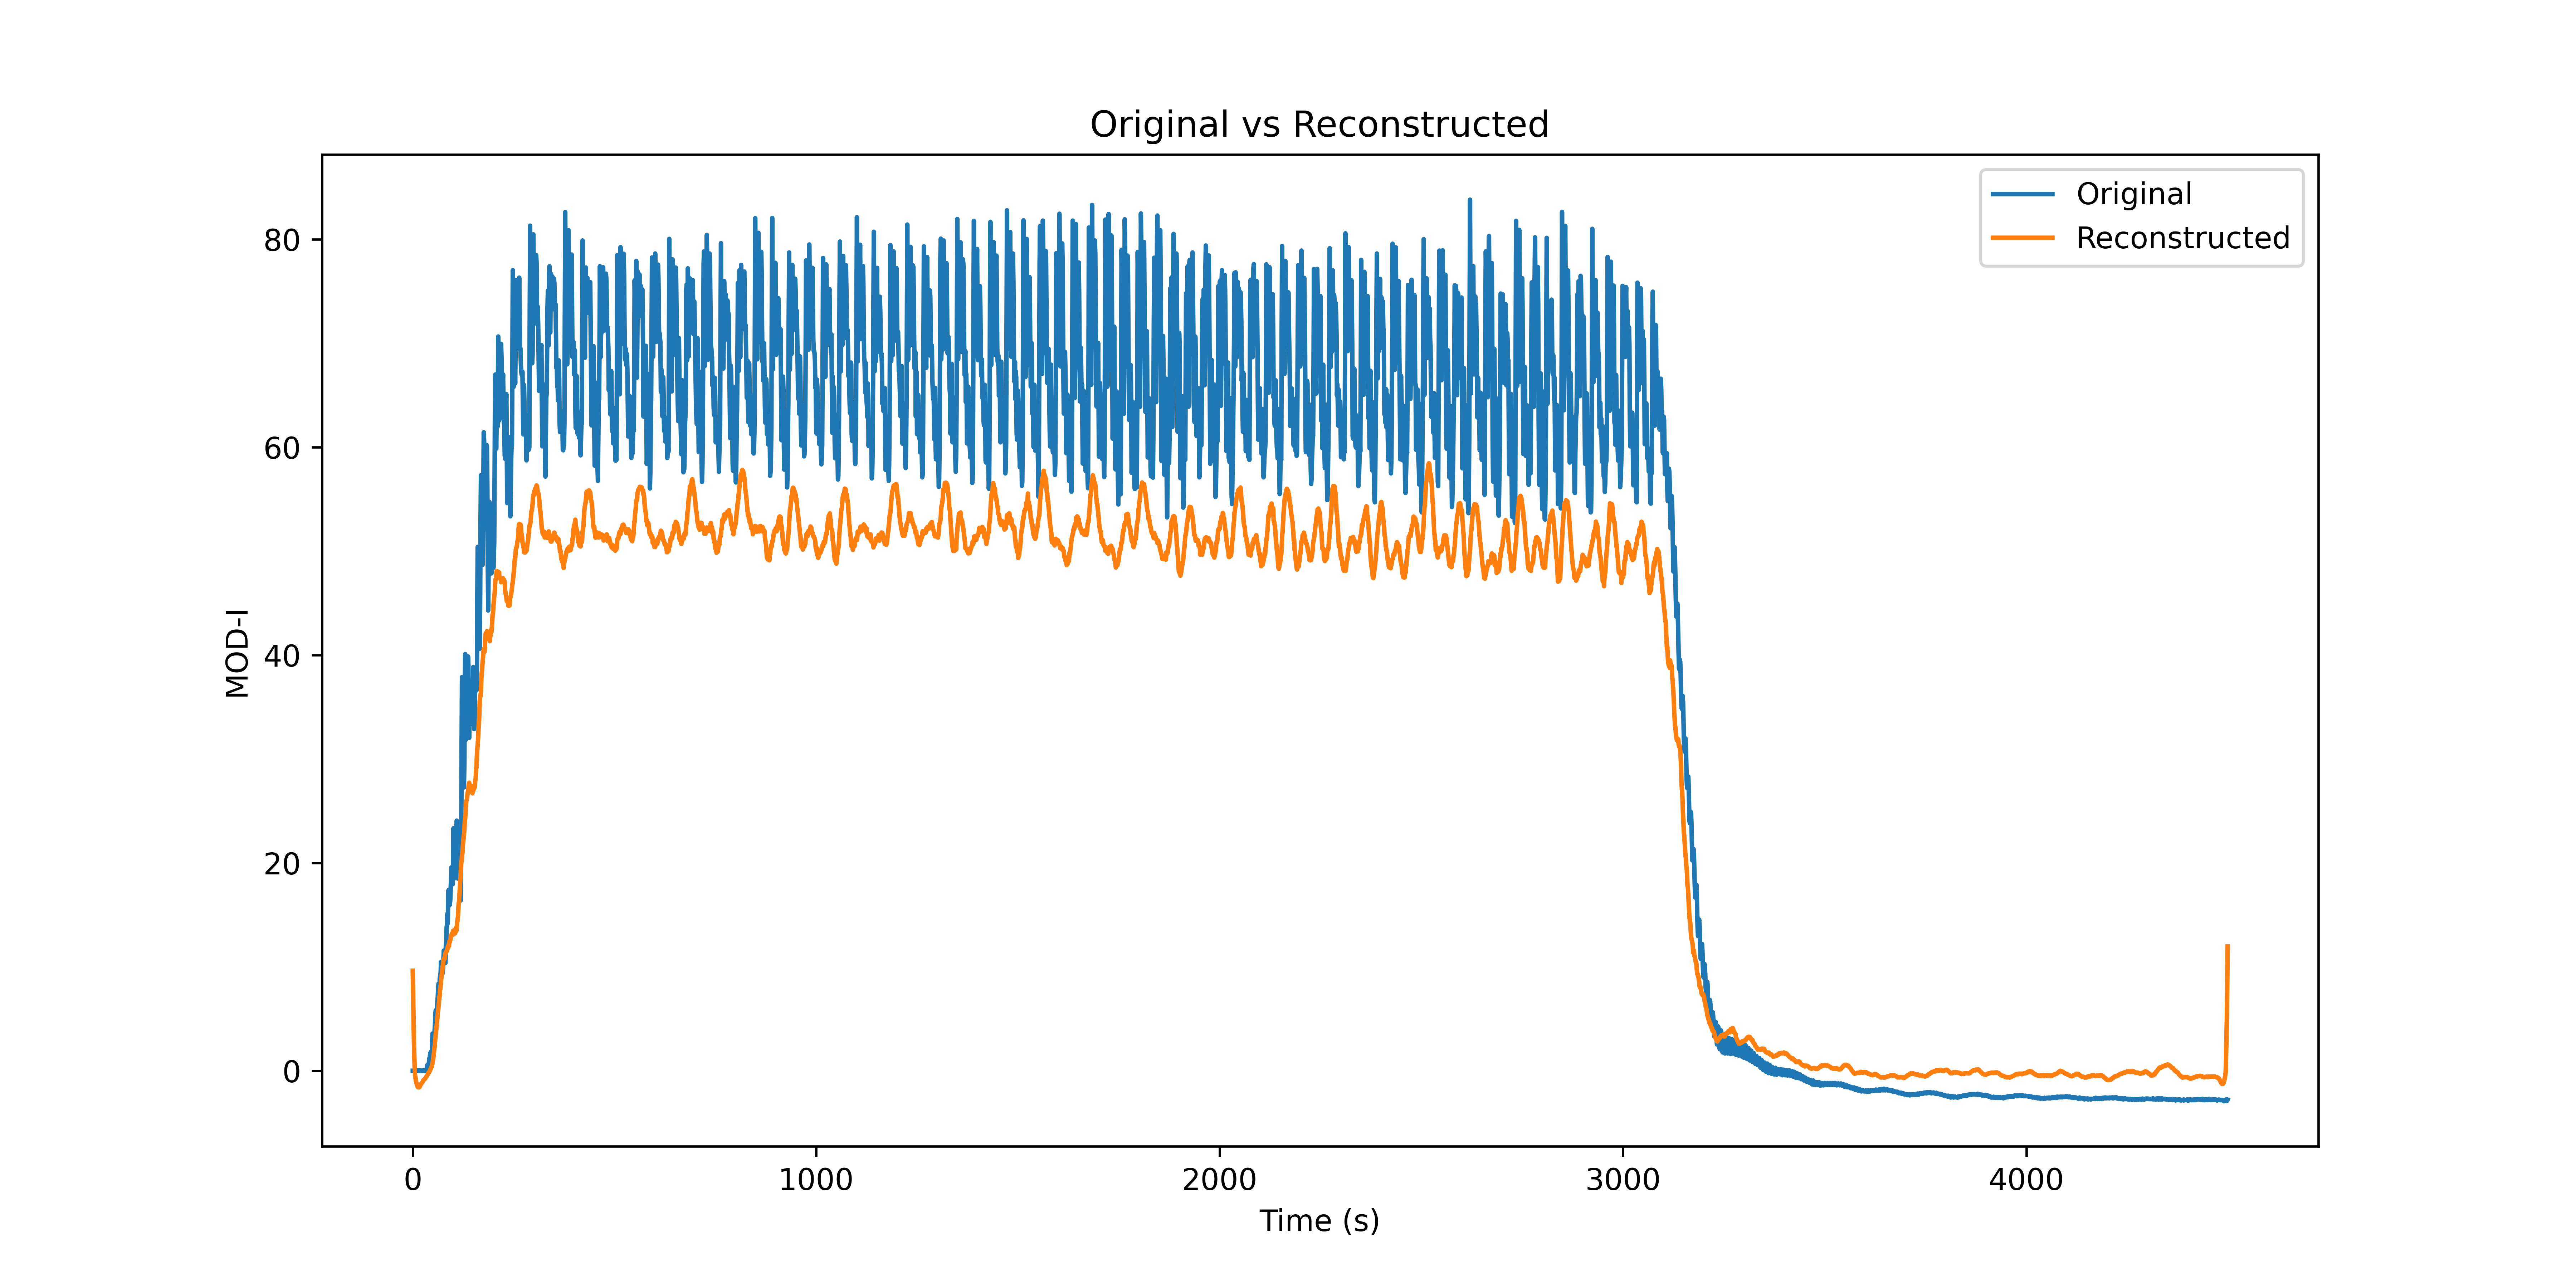 Original vs Reconstructed
Original
Reconstructed
80
60
40
20
0
MOD-I
0 1000 2000 3000 4000
Time (s)